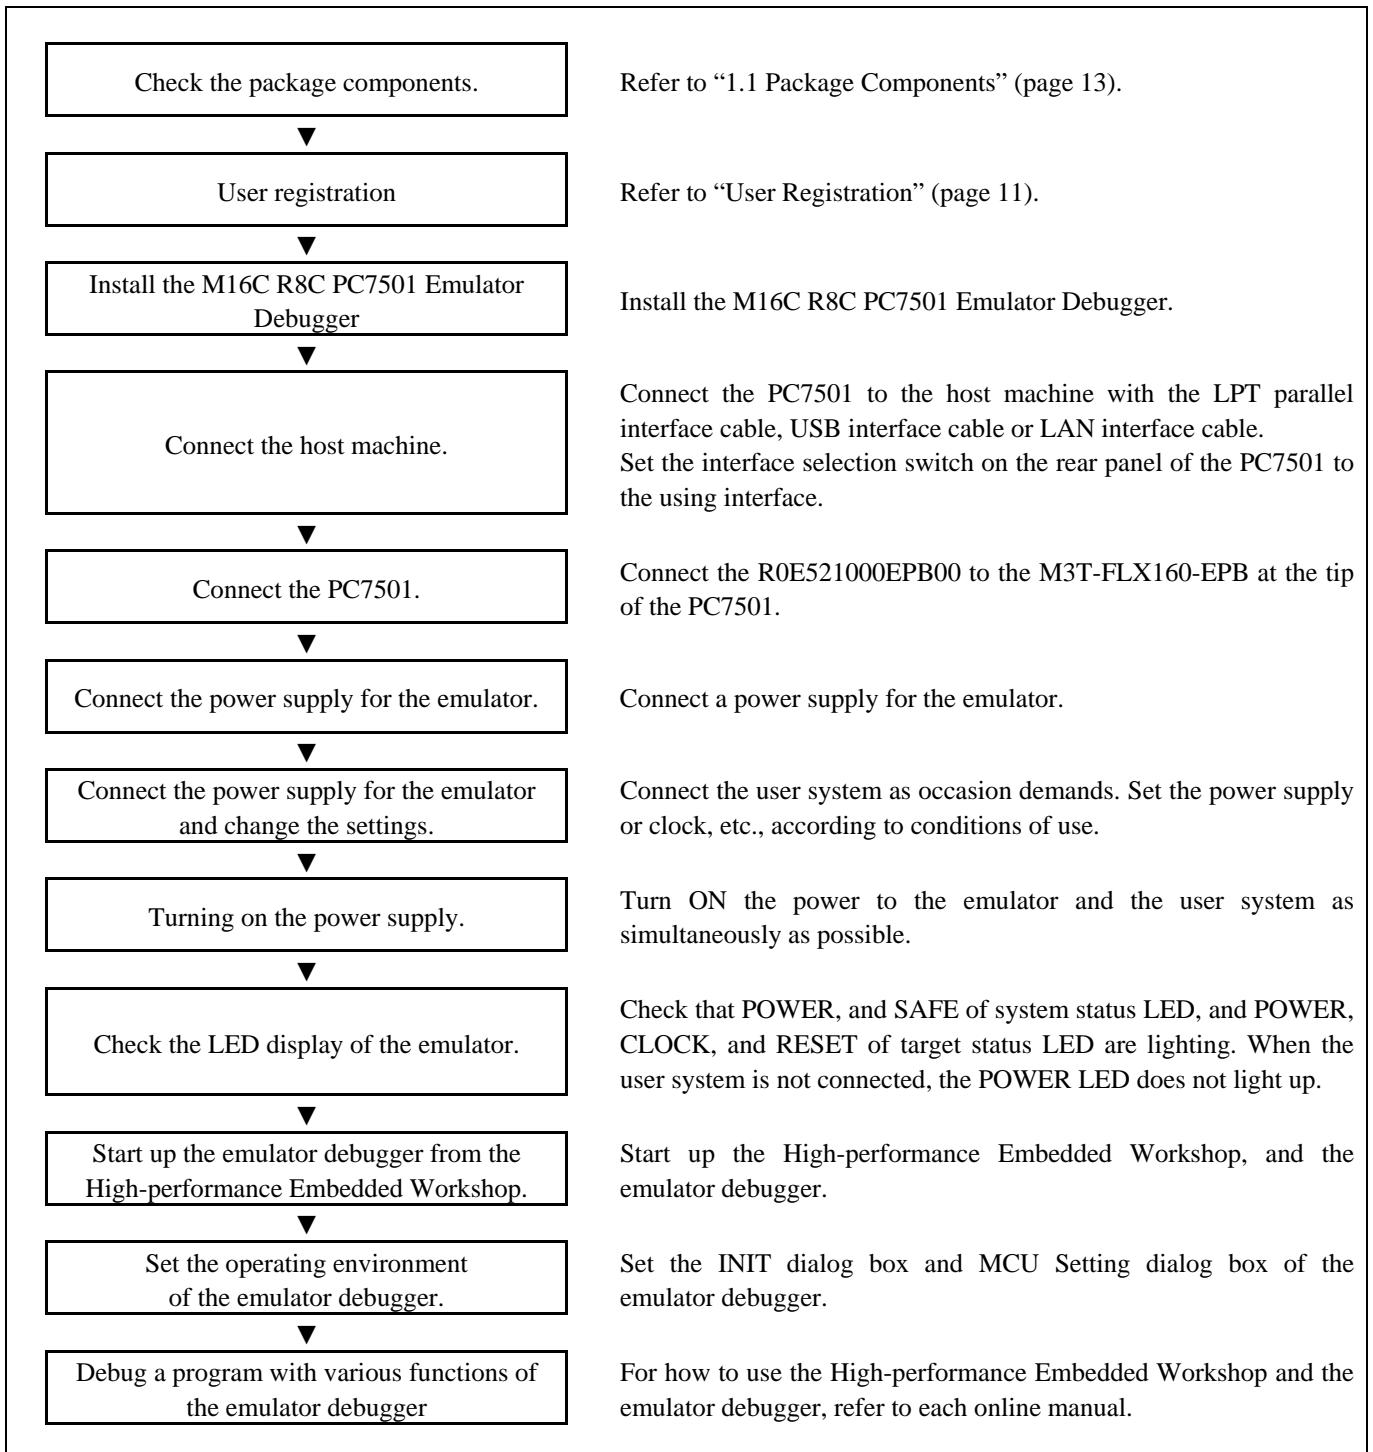 Check the package components.
Refer to “1.1 Package Components” (page 13).
▼
User registration
Refer to “User Registration” (page 11).
▼
Install the M16C R8C PC7501 Emulator
Debugger
Install the M16C R8C PC7501 Emulator Debugger.
▼
Connect the host machine.
Connect the PC7501 to the host machine with the LPT parallel
interface cable, USB interface cable or LAN interface cable.
Set the interface selection switch on the rear panel of the PC7501 to
the using interface.
▼
Connect the PC7501.
Connect the R0E521000EPB00 to the M3T-FLX160-EPB at the tip
of the PC7501.
▼
Connect the power supply for the emulator.
Connect a power supply for the emulator.
▼
Connect the power supply for the emulator
and change the settings.
Connect the user system as occasion demands. Set the power supply
or clock, etc., according to conditions of use.
▼
Turning on the power supply.
Turn ON the power to the emulator and the user system as
simultaneously as possible.
▼
Check the LED display of the emulator.
Check that POWER, and SAFE of system status LED, and POWER,
CLOCK, and RESET of target status LED are lighting. When the
user system is not connected, the POWER LED does not light up.
▼
Start up the emulator debugger from the
High-performance Embedded Workshop.
Start up the High-performance Embedded Workshop, and the
emulator debugger.
▼
Set the operating environment
of the emulator debugger.
Set the INIT dialog box and MCU Setting dialog box of the
emulator debugger.
▼
Debug a program with various functions of
the emulator debugger
For how to use the High-performance Embedded Workshop and the
emulator debugger, refer to each online manual.